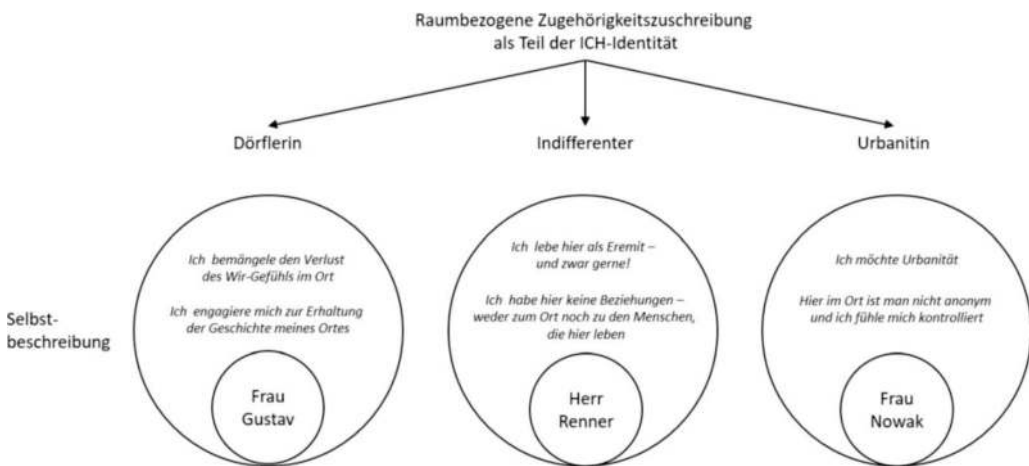 Raumbezogene Zugehörigkeitszuschreibung
als Teil der ICH-Identität
Dörflerin
Indifferenter
Urbanitin
Selbst-
beschreibung
Ich bemängele den Verlust
des Wir-Gefühls im Ort
Ich engagiere mich zur Erhaltung
der Geschichte meines Ortes
Frau
Gustav
Ich lebe hier als Eremit –
und zwar gerne!
Ich habe hier keine Beziehungen –
weder zum Ort noch zu den Menschen,
die hier leben
Herr
Renner
Ich möchte Urbanität
Hier im Ort ist man nicht anonym
und ich fühle mich kontrolliert
Frau
Nowak